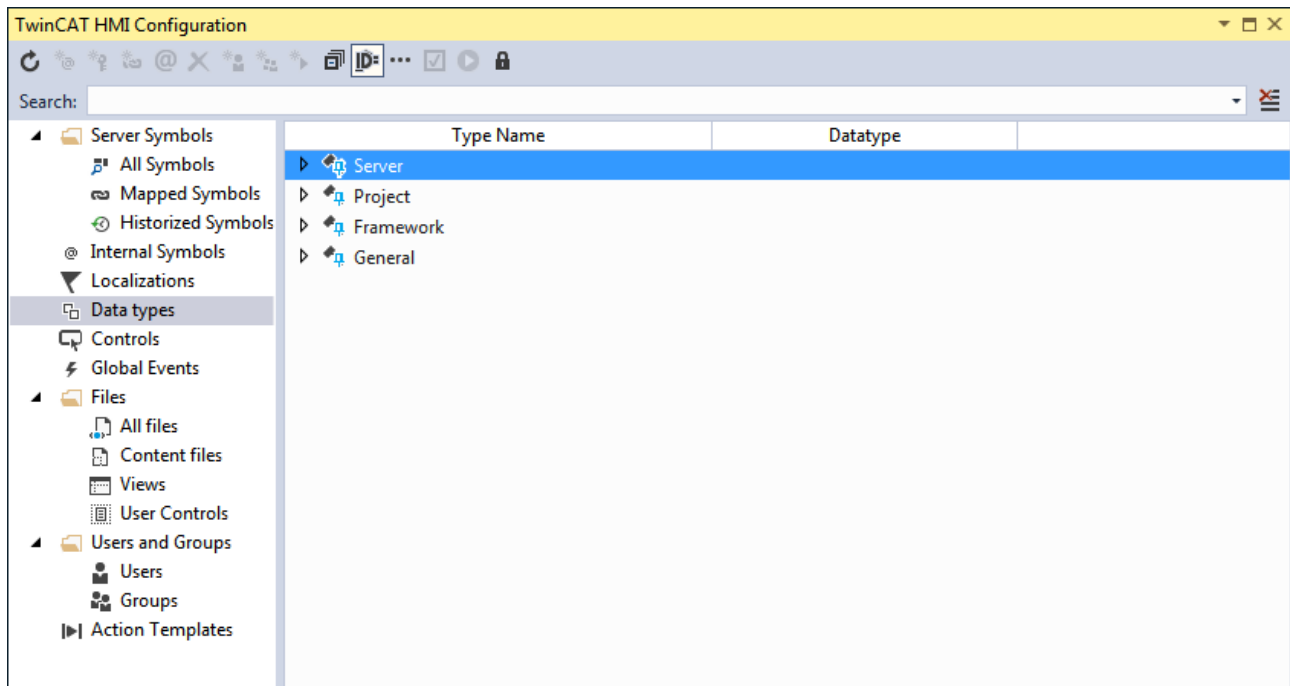 TwinCAT HMI Configuration
ID=
Search:
Server Symbols
All Symbols
Mapped Symbols
Historized Symbols
@ Internal Symbols
Localizations
Data types
Controls
Global Events
Files
All files
Content files
Views
User Controls
Users and Groups
Users
Groups
Action Templates
Type Name Datatype
Server
Project
Framework
General